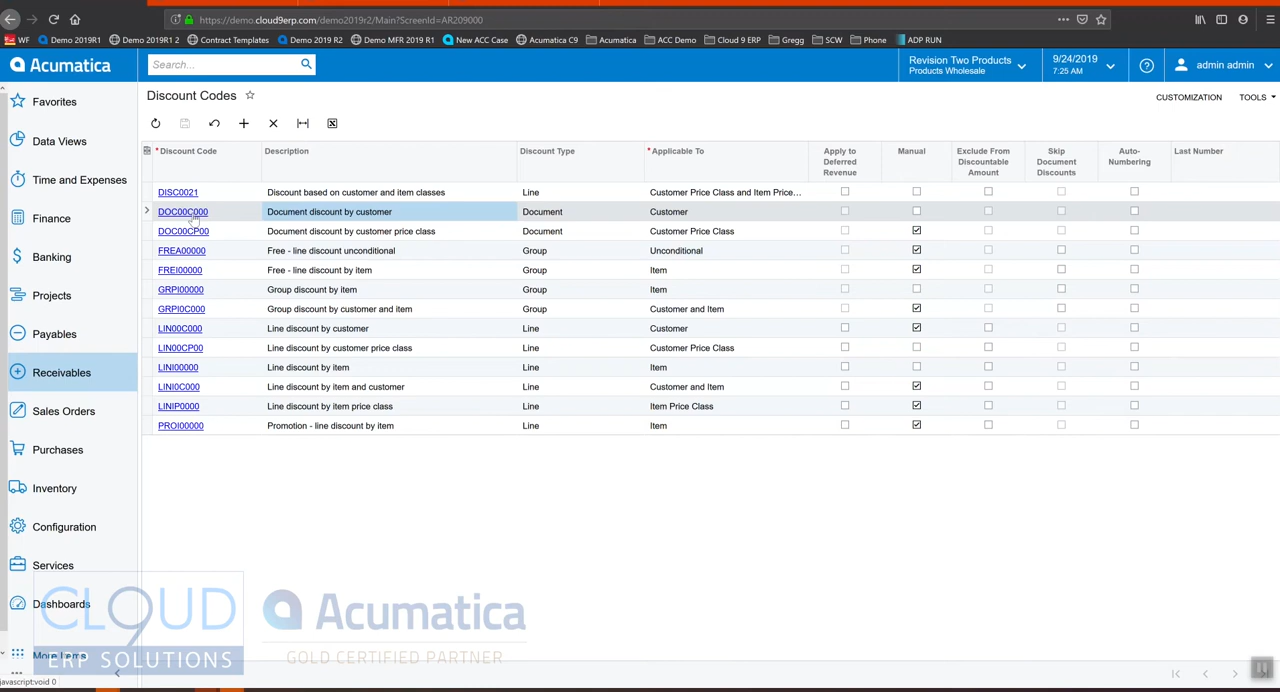 https://demo.cloud9erp.com/demo2019r2/Main?ScreenId=AR209000
WF Demo 2019R1 Demo 2019R1 2 Contract Templates Demo 2019 R2 Demo MFR 2019 R1 New ACC Case Acumatica C9 Acumatica ACC Demo Cloud 9 ERP Gregg SCW Phone ADP RUN
Acumatica
Search...
Revision Two Products
Products Wholesale
9/24/2019
7:25 AM
admin admin
Favorites
Data Views
Time and Expenses
Finance
Banking
Projects
Payables
Receivables
Sales Orders
Purchases
Inventory
Configuration
Services
Dashboards
More Items
Discount Codes
CUSTOMIZATION TOOLS
* Discount Code Description Discount Type * Applicable To Apply to Deferred Revenue Manual Exclude From Discountable Amount Skip Document Discounts Auto-Numbering Last Number
DISC0021 Discount based on customer and item classes Line Customer Price Class and Item Price...
DOC00C000 Document discount by customer Document Customer
DOC00CP00 Document discount by customer price class Document Customer Price Class
FREA00000 Free - line discount unconditional Group Unconditional
FREI00000 Free - line discount by item Group Item
GRPI00000 Group discount by item Group Item
GRPI0C000 Group discount by customer and item Group Customer and Item
LIN00C000 Line discount by customer Line Customer
LIN00CP00 Line discount by customer price class Line Customer Price Class
LINI00000 Line discount by item Line Item
LINI0C000 Line discount by item and customer Line Customer and Item
LINIP0000 Line discount by item price class Line Item Price Class
PROI00000 Promotion - line discount by item Line Item
CLOUD 9
ERP SOLUTIONS
Acumatica
GOLD CERTIFIED PARTNER
javascript:void 0